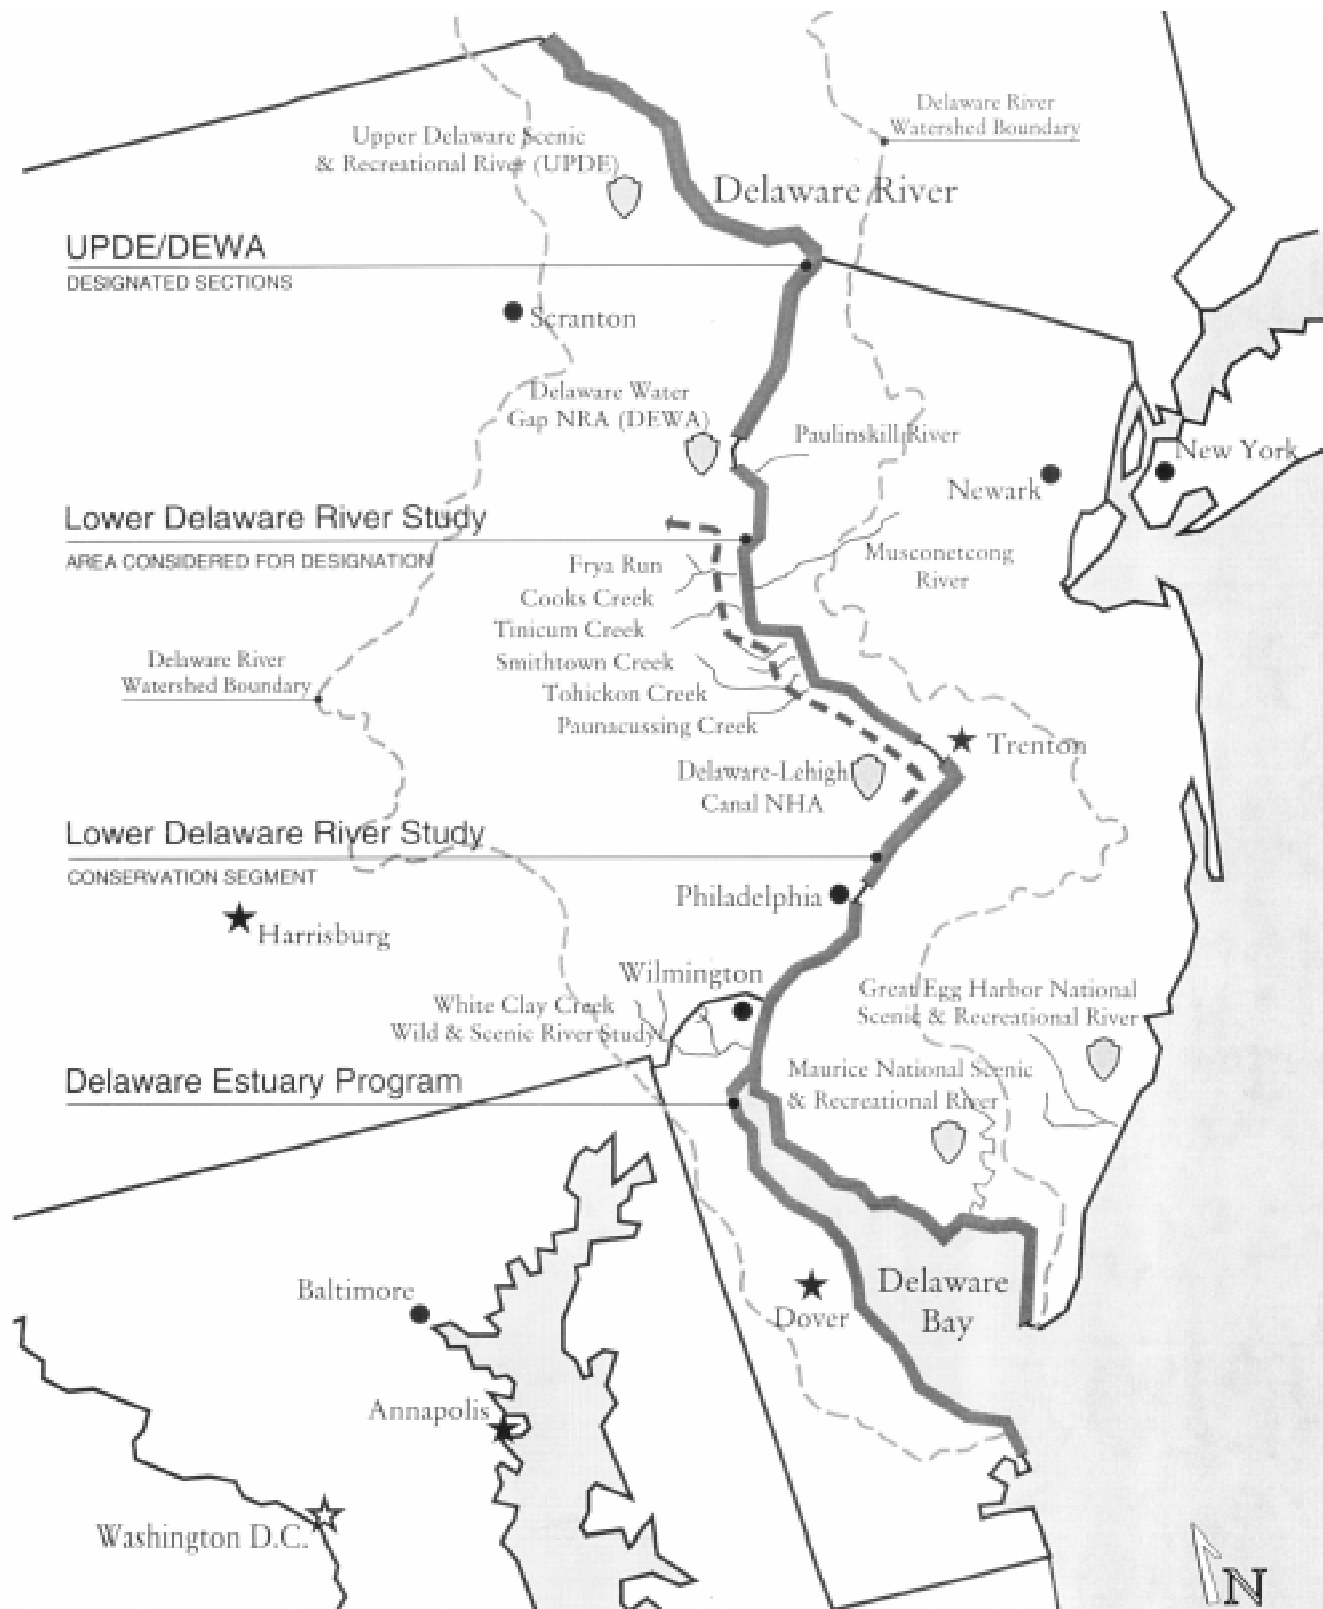 Delaware River
Watershed Boundary
Upper Delaware Scenic
& Recreational River (UPDE)
Delaware River
UPDE/DEWA
DESIGNATED SECTIONS
Scranton
Delaware Water
Gap NRA (DEWA)
Paulinskill River
New York
Newark
Lower Delaware River Study
AREA CONSIDERED FOR DESIGNATION
Musconetcong
River
Frya Run
Cooks Creek
Tinicum Creek
Smithtown Creek
Tohickon Creek
Paunacussing Creek
Delaware River
Watershed Boundary
Trenton
Delaware-Lehigh
Canal NHA
Lower Delaware River Study
CONSERVATION SEGMENT
Philadelphia
Harrisburg
Wilmington
White Clay Creek
Wild & Scenic River Study
Great Egg Harbor National
Scenic & Recreational River
Delaware Estuary Program
Maurice National Scenic
& Recreational River
Delaware
Bay
Dover
Baltimore
Annapolis
Washington D.C.
N